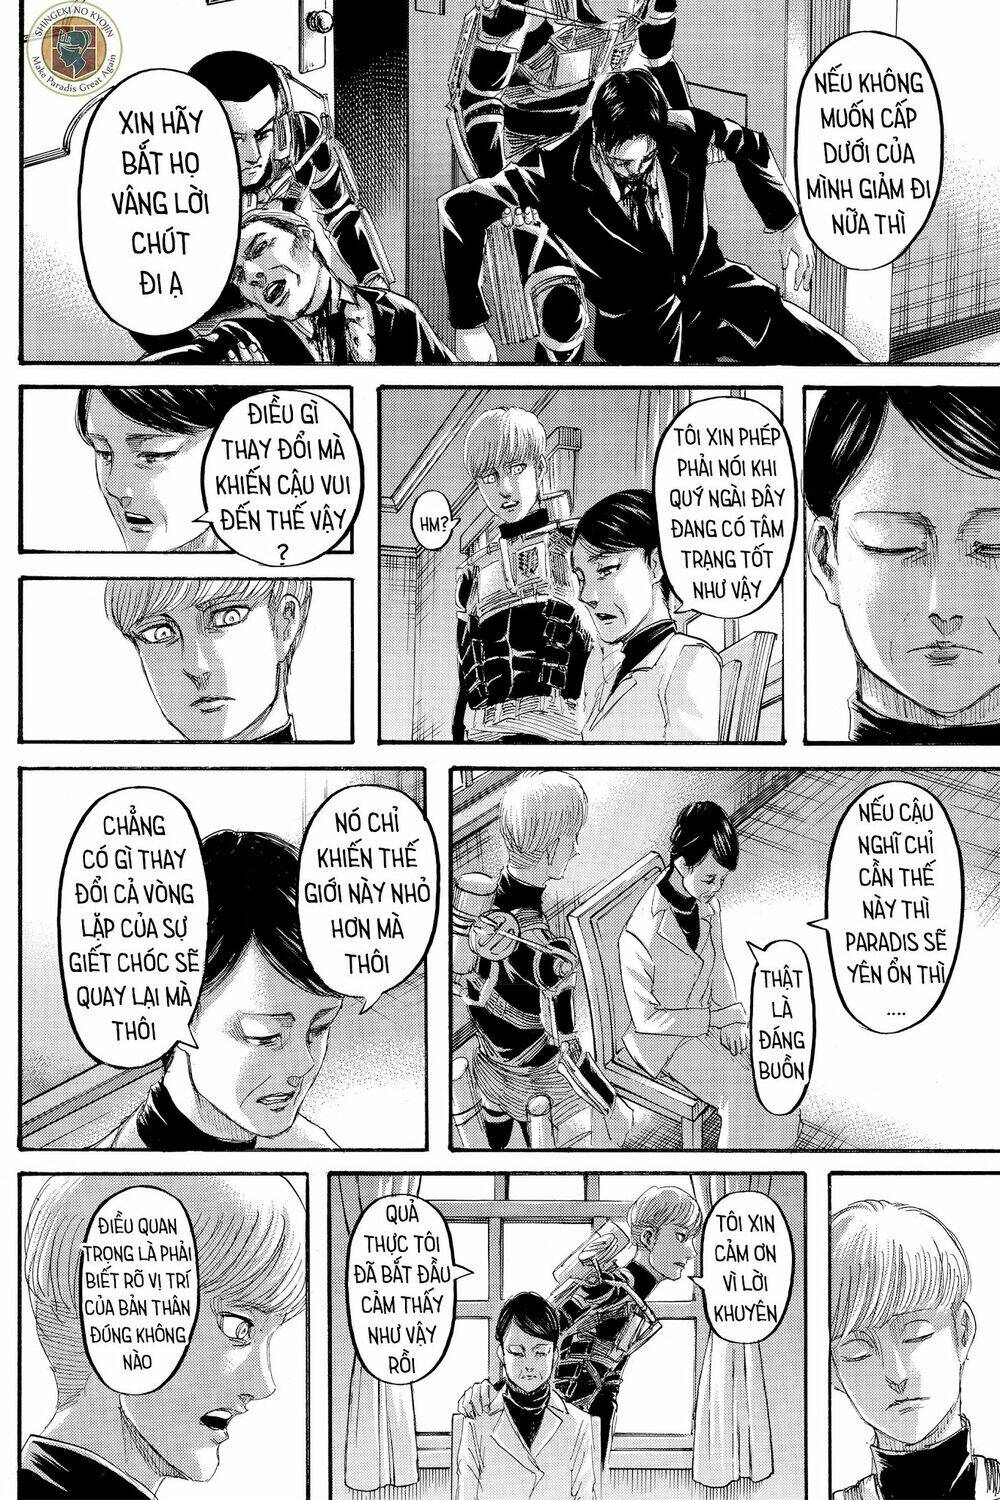 SHINGEKI NO KYOJIN
Make Paradis Great Again
NẾU KHÔNG
MUỐN CẤP
DƯỚI CỦA
MÌNH GIẢM ĐI
NỮA THÌ
XIN HÃY
BẮT HỌ
VÂNG LỜI
CHÚT
ĐI Ạ
TÔI XIN PHÉP
PHẢI NÓI KHI
QUÝ NGÀI ĐÂY
ĐANG CÓ TÂM
TRẠNG TỐT
NHƯ VẬY
HM?
ĐIỀU GÌ
THAY ĐỔI MÀ
KHIẾN CẬU VUI
ĐẾN THẾ VẬY
?
NẾU CẬU
NGHĨ CHỈ
CẦN THẾ
NÀY THÌ
PARADIS SẼ
YÊN ỔN THÌ
....
THẬT
LÀ
ĐÁNG
BUỒN
NÓ CHỈ
KHIẾN THẾ
GIỚI NÀY NHỎ
HƠN MÀ
THÔI
CHẲNG
CÓ GÌ THAY
ĐỔI CẢ VÒNG
LẶP CỦA SỰ
GIẾT CHÓC SẼ
QUAY LẠI MÀ
THÔI
TÔI XIN
CẢM ƠN
VÌ LỜI
KHUYÊN
QUẢ
THỰC TÔI
ĐÃ BẮT ĐẦU
CẢM THẤY
NHƯ VẬY
RỒI
ĐIỀU QUAN
TRỌNG LÀ PHẢI
BIẾT RÕ VỊ TRÍ
CỦA BẢN THÂN
ĐÚNG KHÔNG
NÀO